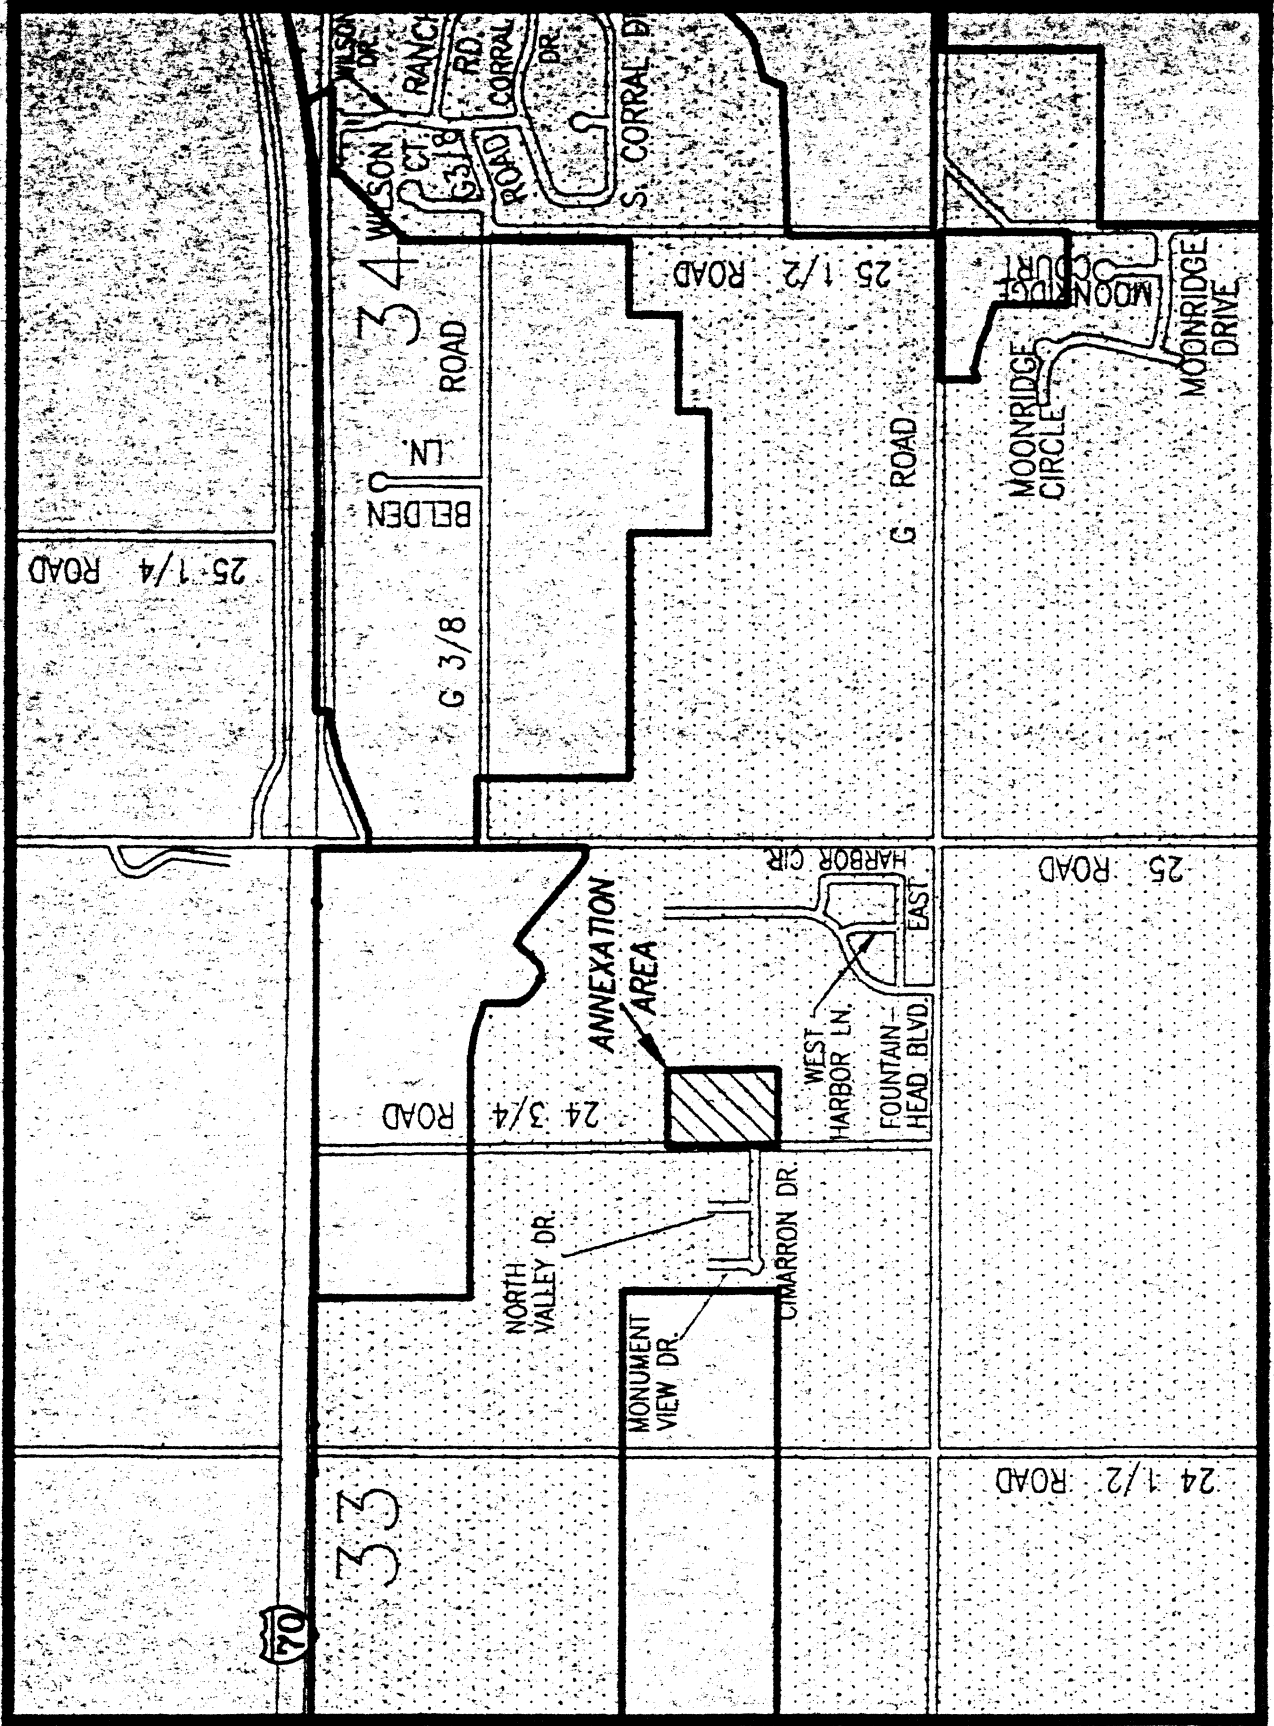 WILSON
DR.
RANCH
RD.
CORRAL
DR.
S. CORRAL DR
WILSON
CT.
G3/8
ROAD
34
25 1/2 ROAD
MOONRIDGE
COURT
MOONRIDGE
DRIVE
MOONRIDGE
CIRCLE
ROAD
G 3/8
BELDEN
LN.
G ROAD
25 1/4 ROAD
25 ROAD
HARBOR CIR.
EAST
ANNEXATION
AREA
WEST
HARBOR LN.
FOUNTAIN-
HEAD BLVD.
24 3/4 ROAD
NORTH
VALLEY DR.
CIMARRON DR.
MONUMENT
VIEW DR.
24 1/2 ROAD
33
70